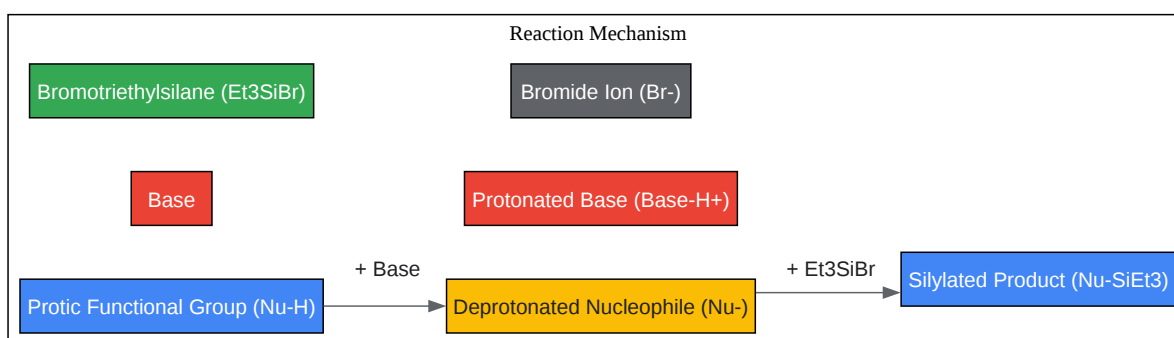 Reaction Mechanism
Bromotriethylsilane (Et3SiBr)
Bromide Ion (Br-)
Base
Protonated Base (Base-H+)
+ Base
+ Et3SiBr
Silylated Product (Nu-SiEt3)
Protic Functional Group (Nu-H)
Deprotonated Nucleophile (Nu-)